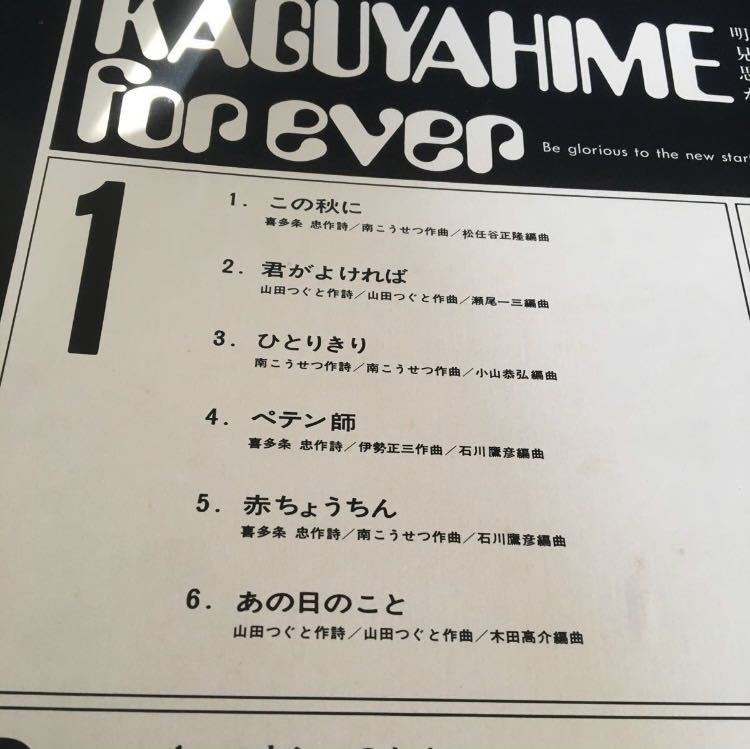 KAGUYAHIME
for ever
Be glorious to the new star
明
兄
思
1
1. この秋に
喜多条 忠作詩／南こうせつ作曲／松任谷正隆編曲
2. 君がよければ
山田つぐと作詩／山田つぐと作曲／瀬尾一三編曲
3. ひとりきり
南こうせつ作詩／南こうせつ作曲／小山恭弘編曲
4. ペテン師
喜多条 忠作詩／伊勢正三作曲／石川鷹彦編曲
5. 赤ちょうちん
喜多条 忠作詩／南こうせつ作曲／石川鷹彦編曲
6. あの日のこと
山田つぐと作詩／山田つぐと作曲／木田高介編曲